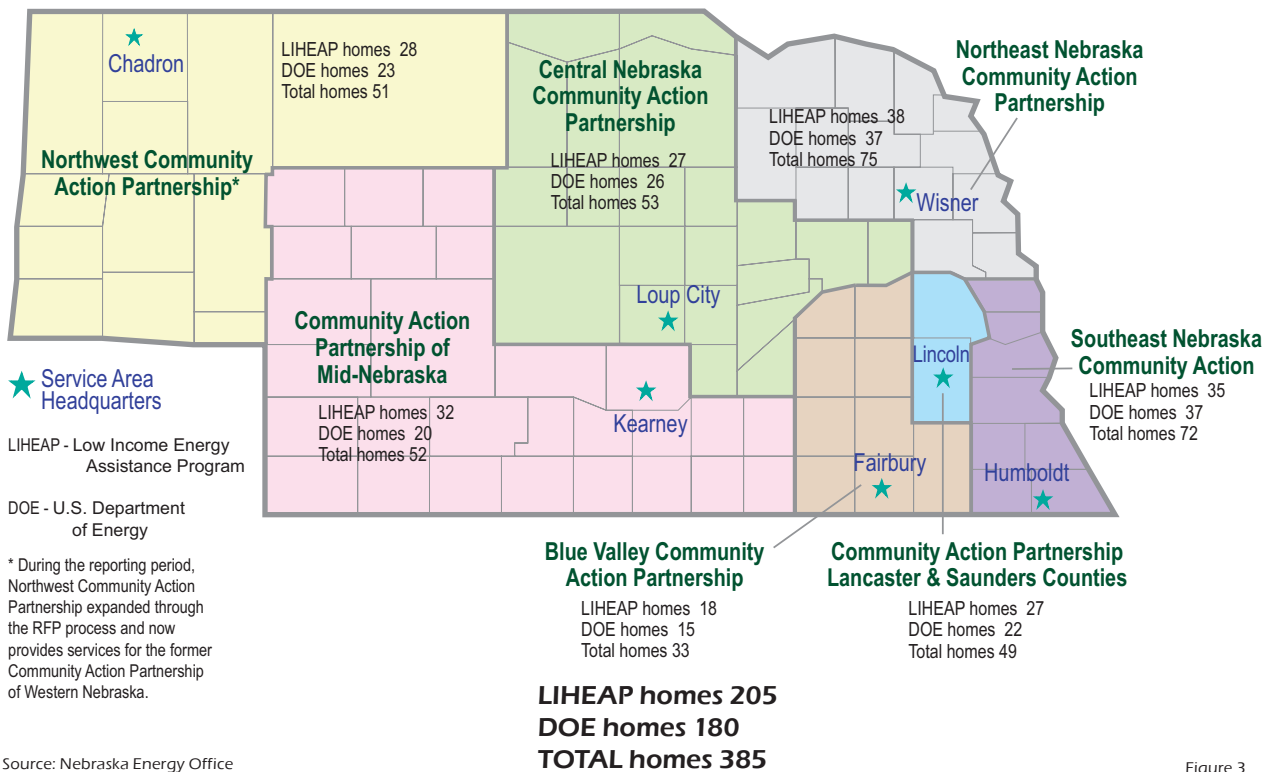 Chadron
LIHEAP homes 28
DOE homes 23
Total homes 51
Northwest Community
Action Partnership*
Central Nebraska
Community Action
Partnership
LIHEAP homes 27
DOE homes 26
Total homes 53
Loup City
Northeast Nebraska
Community Action
Partnership
LIHEAP homes 38
DOE homes 37
Total homes 75
Wisner
Community Action
Partnership of
Mid-Nebraska
LIHEAP homes 32
DOE homes 20
Total homes 52
Kearney
Lincoln
Southeast Nebraska
Community Action
LIHEAP homes 35
DOE homes 37
Total homes 72
Fairbury
Humboldt
Service Area
Headquarters
LIHEAP - Low Income Energy
Assistance Program
DOE - U.S. Department
of Energy
* During the reporting period,
Northwest Community Action
Partnership expanded through
the RFP process and now
provides services for the former
Community Action Partnership
of Western Nebraska.
Blue Valley Community
Action Partnership
LIHEAP homes 18
DOE homes 15
Total homes 33
Community Action Partnership
Lancaster & Saunders Counties
LIHEAP homes 27
DOE homes 22
Total homes 49
LIHEAP homes 205
DOE homes 180
TOTAL homes 385
Source: Nebraska Energy Office
Figure 3